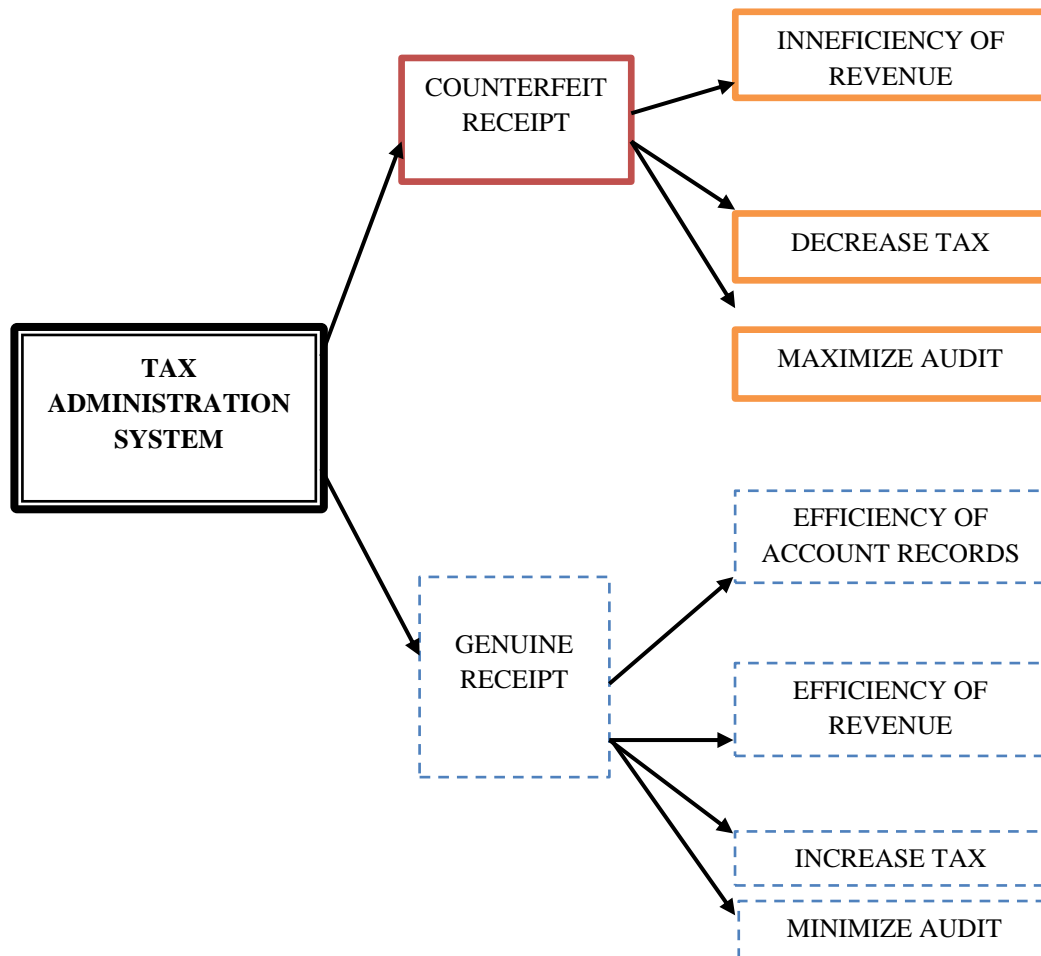 INNEFICIENCY OF
REVENUE
COUNTERFEIT
RECEIPT
DECREASE TAX
MAXIMIZE AUDIT
TAX
ADMINISTRATION
SYSTEM
EFFICIENCY OF
ACCOUNT RECORDS
GENUINE
RECEIPT
EFFICIENCY OF
REVENUE
INCREASE TAX
MINIMIZE AUDIT